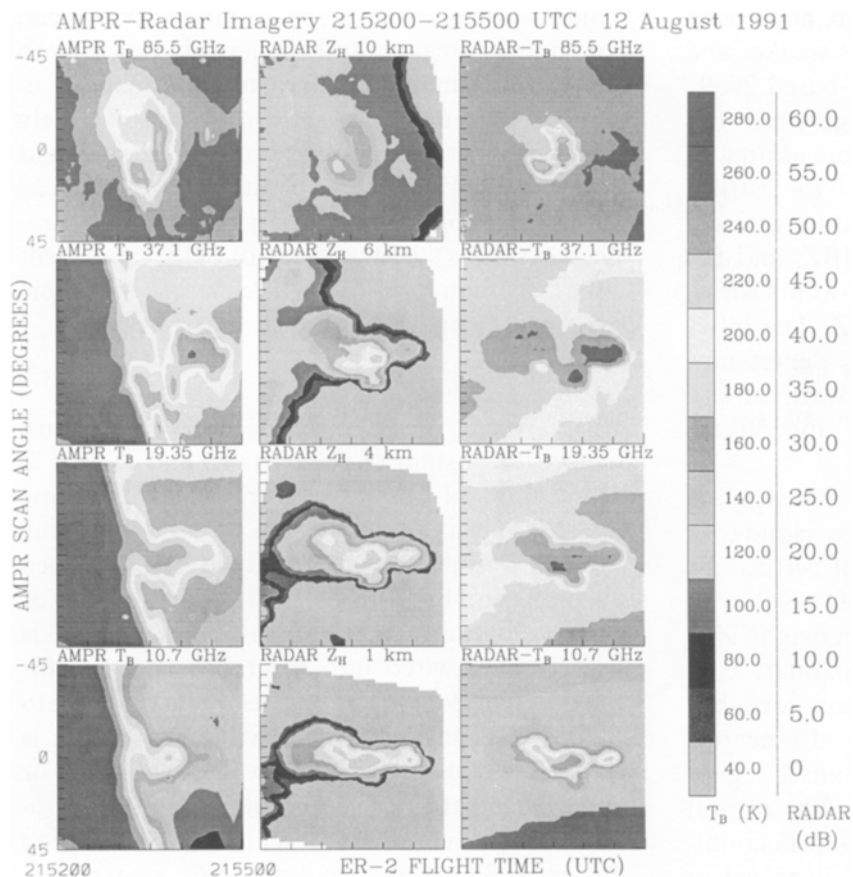 AMPR-Radar Imagery 215200-215500 UTC 12 August 1991
AMPR T_B 85.5 GHz RADAR Z_H 10 km RADAR-T_B 85.5 GHz
-45
0
45
AMPR T_B 37.1 GHz RADAR Z_H 6 km RADAR-T_B 37.1 GHz
AMPR T_B 19.35 GHz RADAR Z_H 4 km RADAR-T_B 19.35 GHz
AMPR T_B 10.7 GHz RADAR Z_H 1 km RADAR-T_B 10.7 GHz
-45
0
45
AMPR SCAN ANGLE (DEGREES)
215200 215500 ER-2 FLIGHT TIME (UTC)
280.0 60.0
260.0 55.0
240.0 50.0
220.0 45.0
200.0 40.0
180.0 35.0
160.0 30.0
140.0 25.0
120.0 20.0
100.0 15.0
80.0 10.0
60.0 5.0
40.0 0
T_B (K) RADAR
(dB)